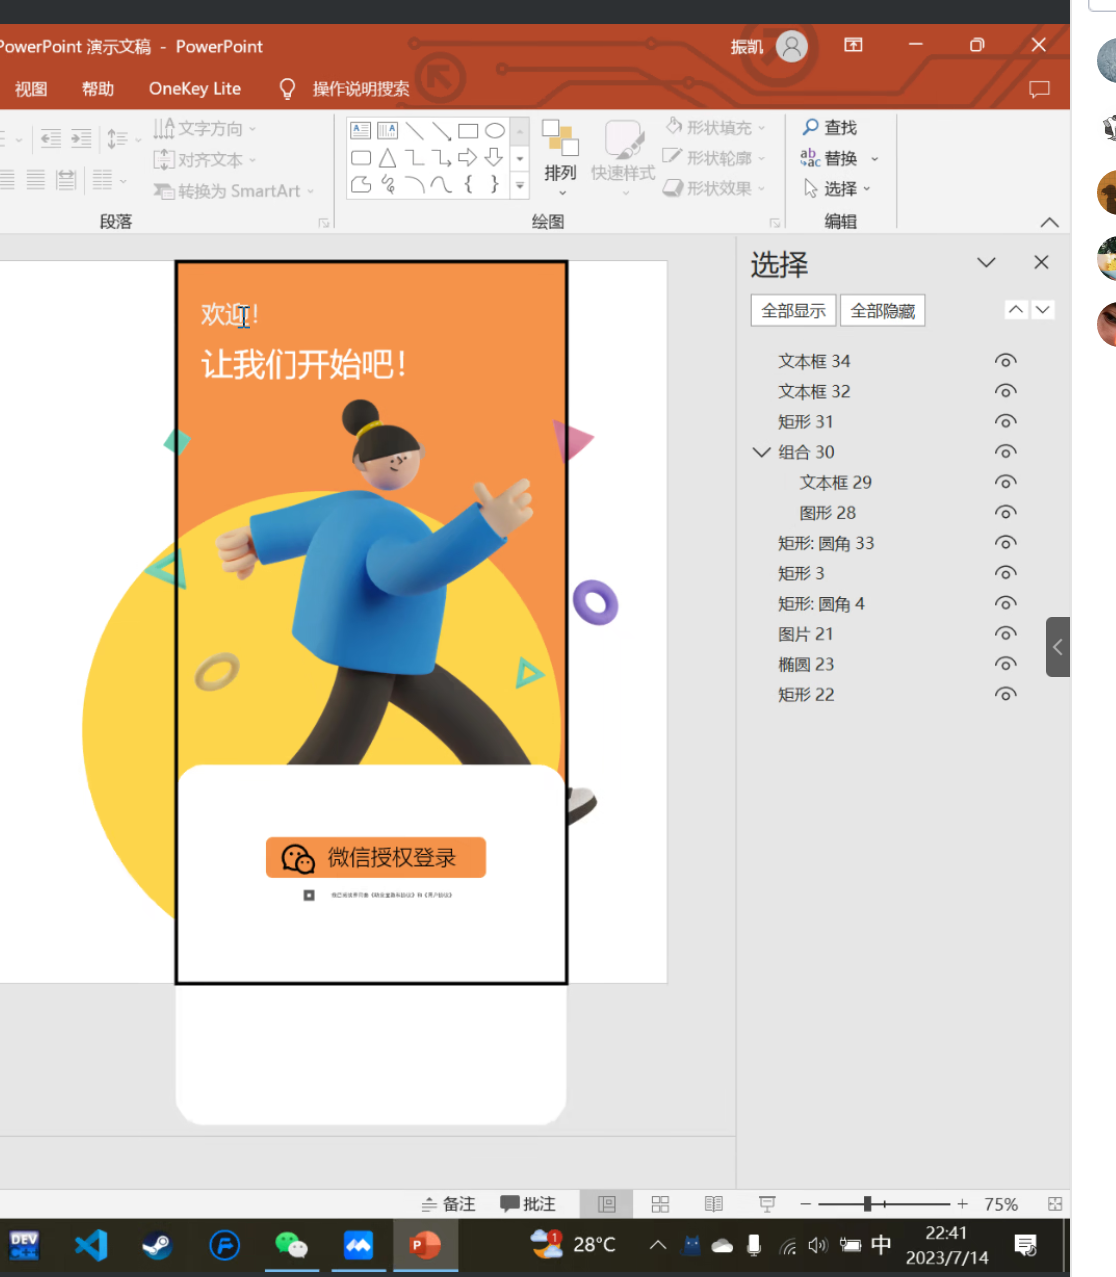 PowerPoint 演示文稿 - PowerPoint
振凯
视图 帮助 OneKey Lite 操作说明搜索
文字方向
对齐文本
转换为 SmartArt
段落
排列
快速样式
形状填充
形状轮廓
形状效果
绘图
查找
替换
选择
编辑
欢迎！
让我们开始吧！
微信授权登录
选择
全部显示 全部隐藏
文本框 34
文本框 32
矩形 31
组合 30
文本框 29
图形 28
矩形: 圆角 33
矩形 3
矩形: 圆角 4
图片 21
椭圆 23
矩形 22
备注 批注 75%
DEV
C++
1
28°C
中
22:41
2023/7/14